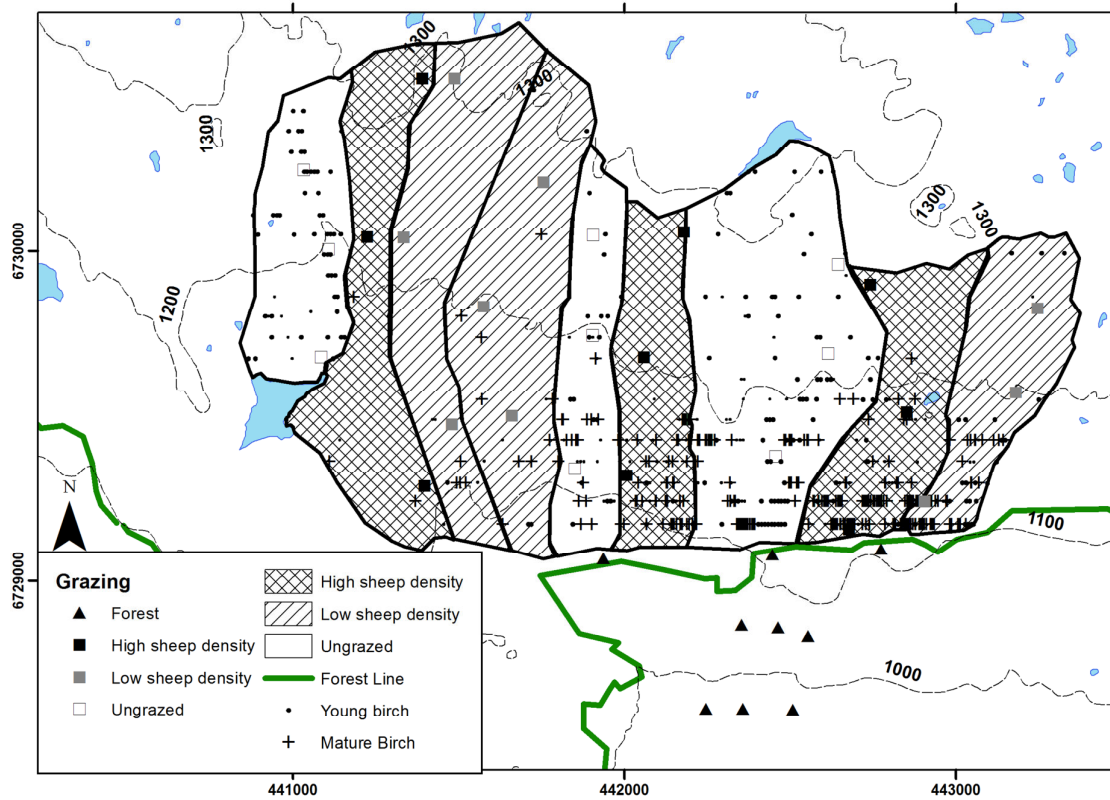 1300
1300
1300
1300
1300
1200
6730000
6729000
N
1100
1000
Grazing
Forest
High sheep density
Low sheep density
Ungrazed
High sheep density
Low sheep density
Ungrazed
Forest Line
Young birch
Mature Birch
441000
442000
443000